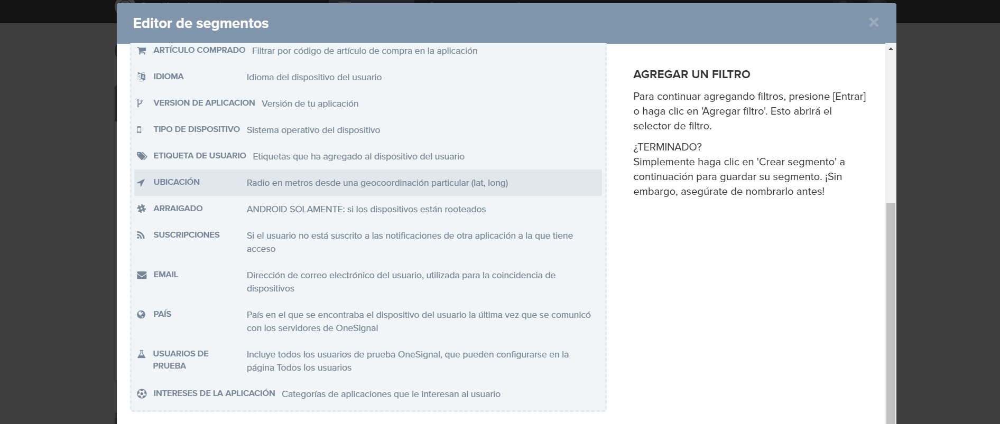 Editor de segmentos
×
ARTÍCULO COMPRADO Filtrar por código de artículo de compra en la aplicación
IDIOMA Idioma del dispositivo del usuario
VERSION DE APLICACION Versión de tu aplicación
TIPO DE DISPOSITIVO Sistema operativo del dispositivo
ETIQUETA DE USUARIO Etiquetas que ha agregado al dispositivo del usuario
UBICACIÓN Radio en metros desde una geocoordinación particular (lat, long)
ARRAIGADO ANDROID SOLAMENTE: si los dispositivos están rooteados
SUSCRIPCIONES Si el usuario no está suscrito a las notificaciones de otra aplicación a la que tiene
acceso
EMAIL Dirección de correo electrónico del usuario, utilizada para la coincidencia de
dispositivos
PAÍS País en el que se encontraba el dispositivo del usuario la última vez que se comunicó
con los servidores de OneSignal
USUARIOS DE Incluye todos los usuarios de prueba OneSignal, que pueden configurarse en la
PRUEBA página Todos los usuarios
INTERESES DE LA APLICACIÓN Categorías de aplicaciones que le interesan al usuario
AGREGAR UN FILTRO
Para continuar agregando filtros, presione [Entrar]
o haga clic en 'Agregar filtro'. Esto abrirá el
selector de filtro.
¿TERMINADO?
Simplemente haga clic en 'Crear segmento' a
continuación para guardar su segmento. ¡Sin
embargo, asegúrate de nombrarlo antes!